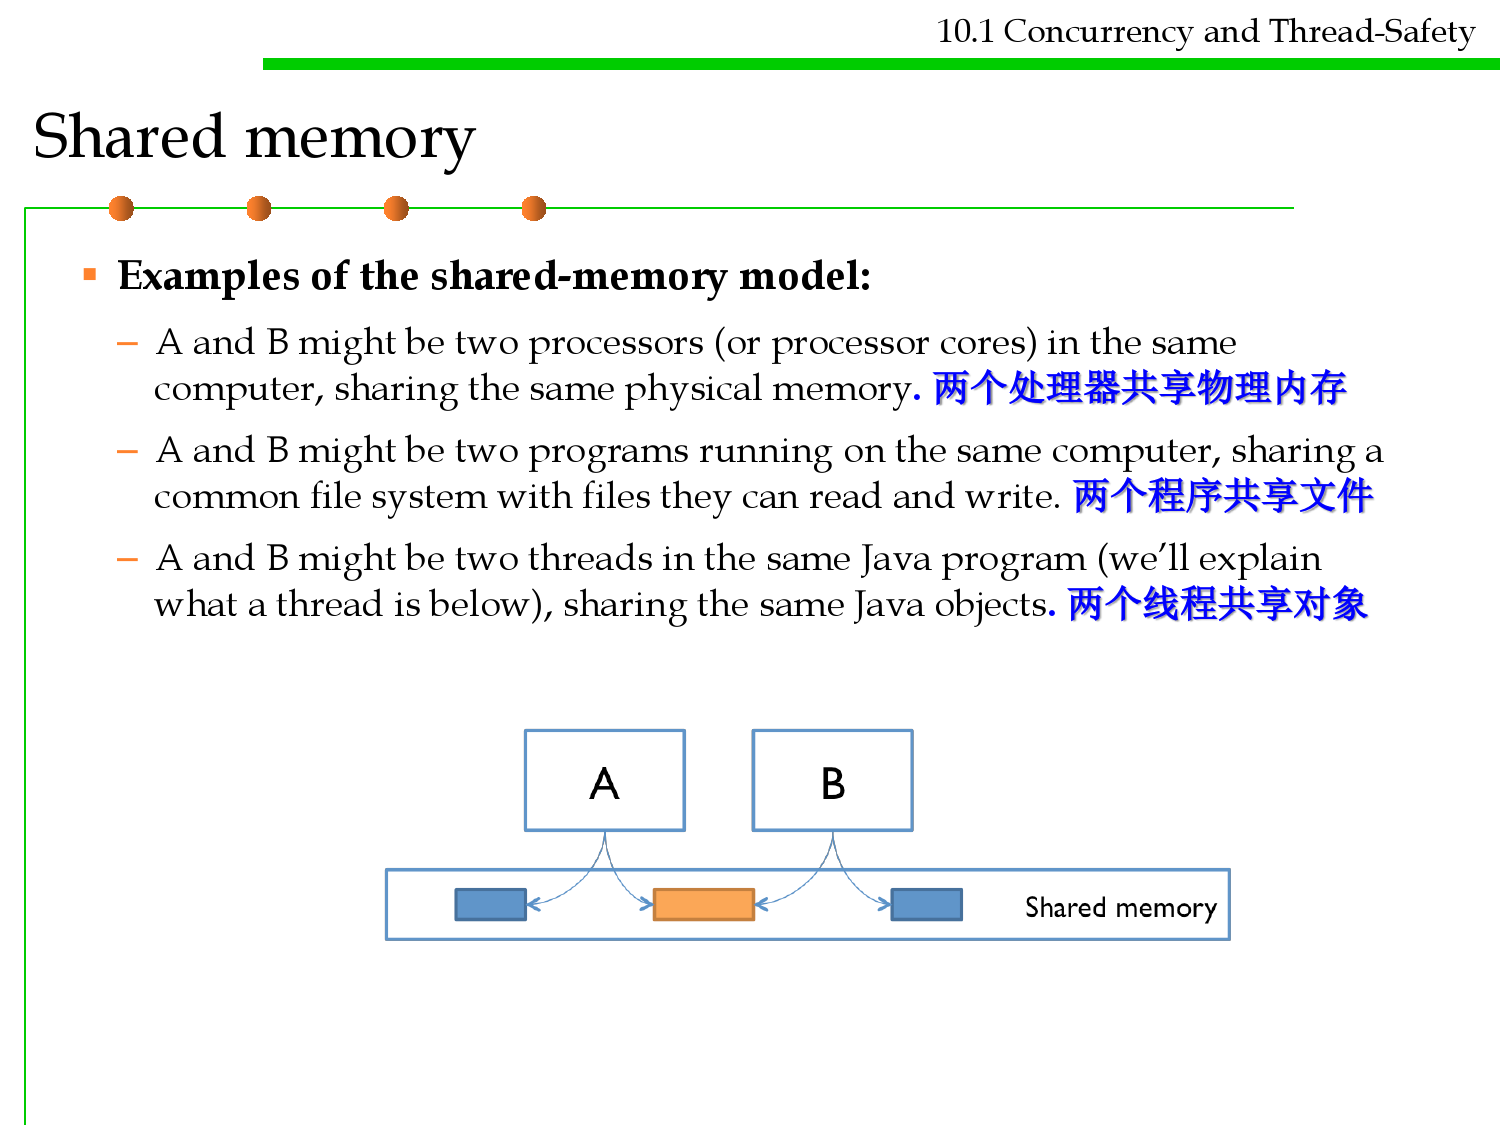 10.1 Concurrency and Thread-Safety
Shared memory
Examples of the shared-memory model:
– A and B might be two processors (or processor cores) in the same
computer, sharing the same physical memory. 两个处理器共享物理内存
– A and B might be two programs running on the same computer, sharing a
common file system with files they can read and write. 两个程序共享文件
– A and B might be two threads in the same Java program (we’ll explain
what a thread is below), sharing the same Java objects. 两个线程共享对象
A
B
Shared memory